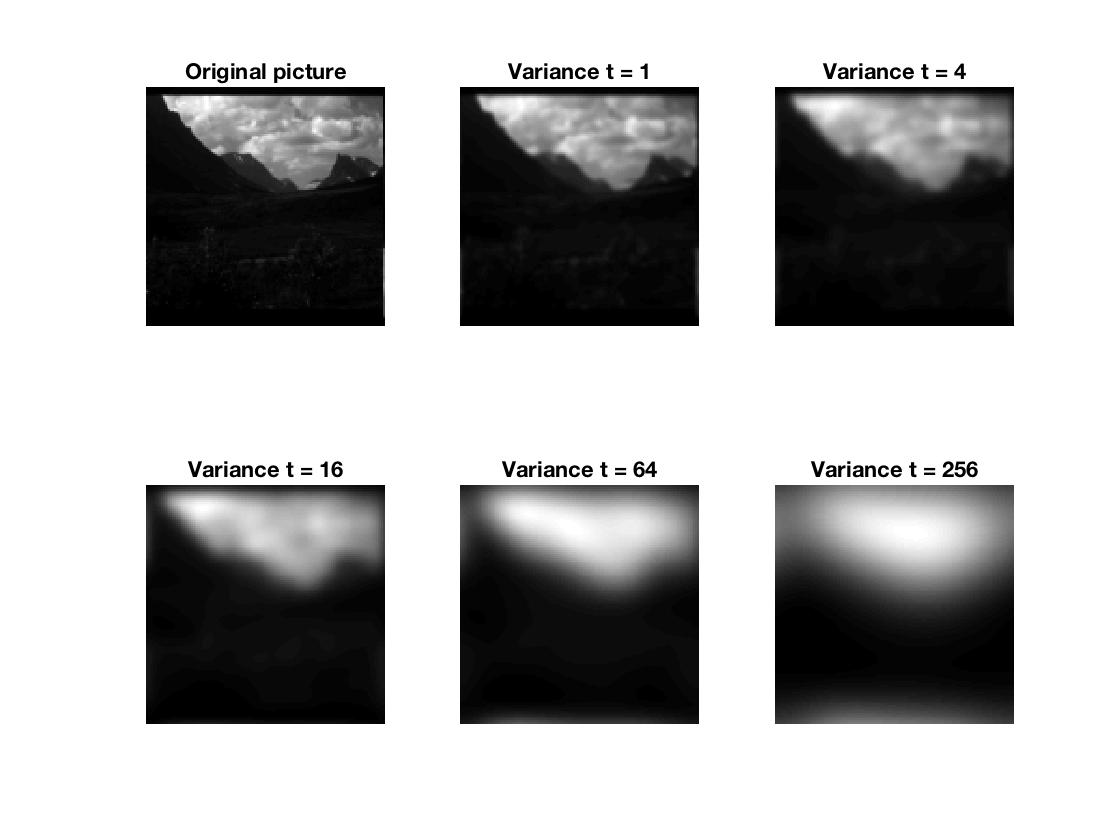 Original picture
Variance t = 1
Variance t = 4
Variance t = 16
Variance t = 64
Variance t = 256